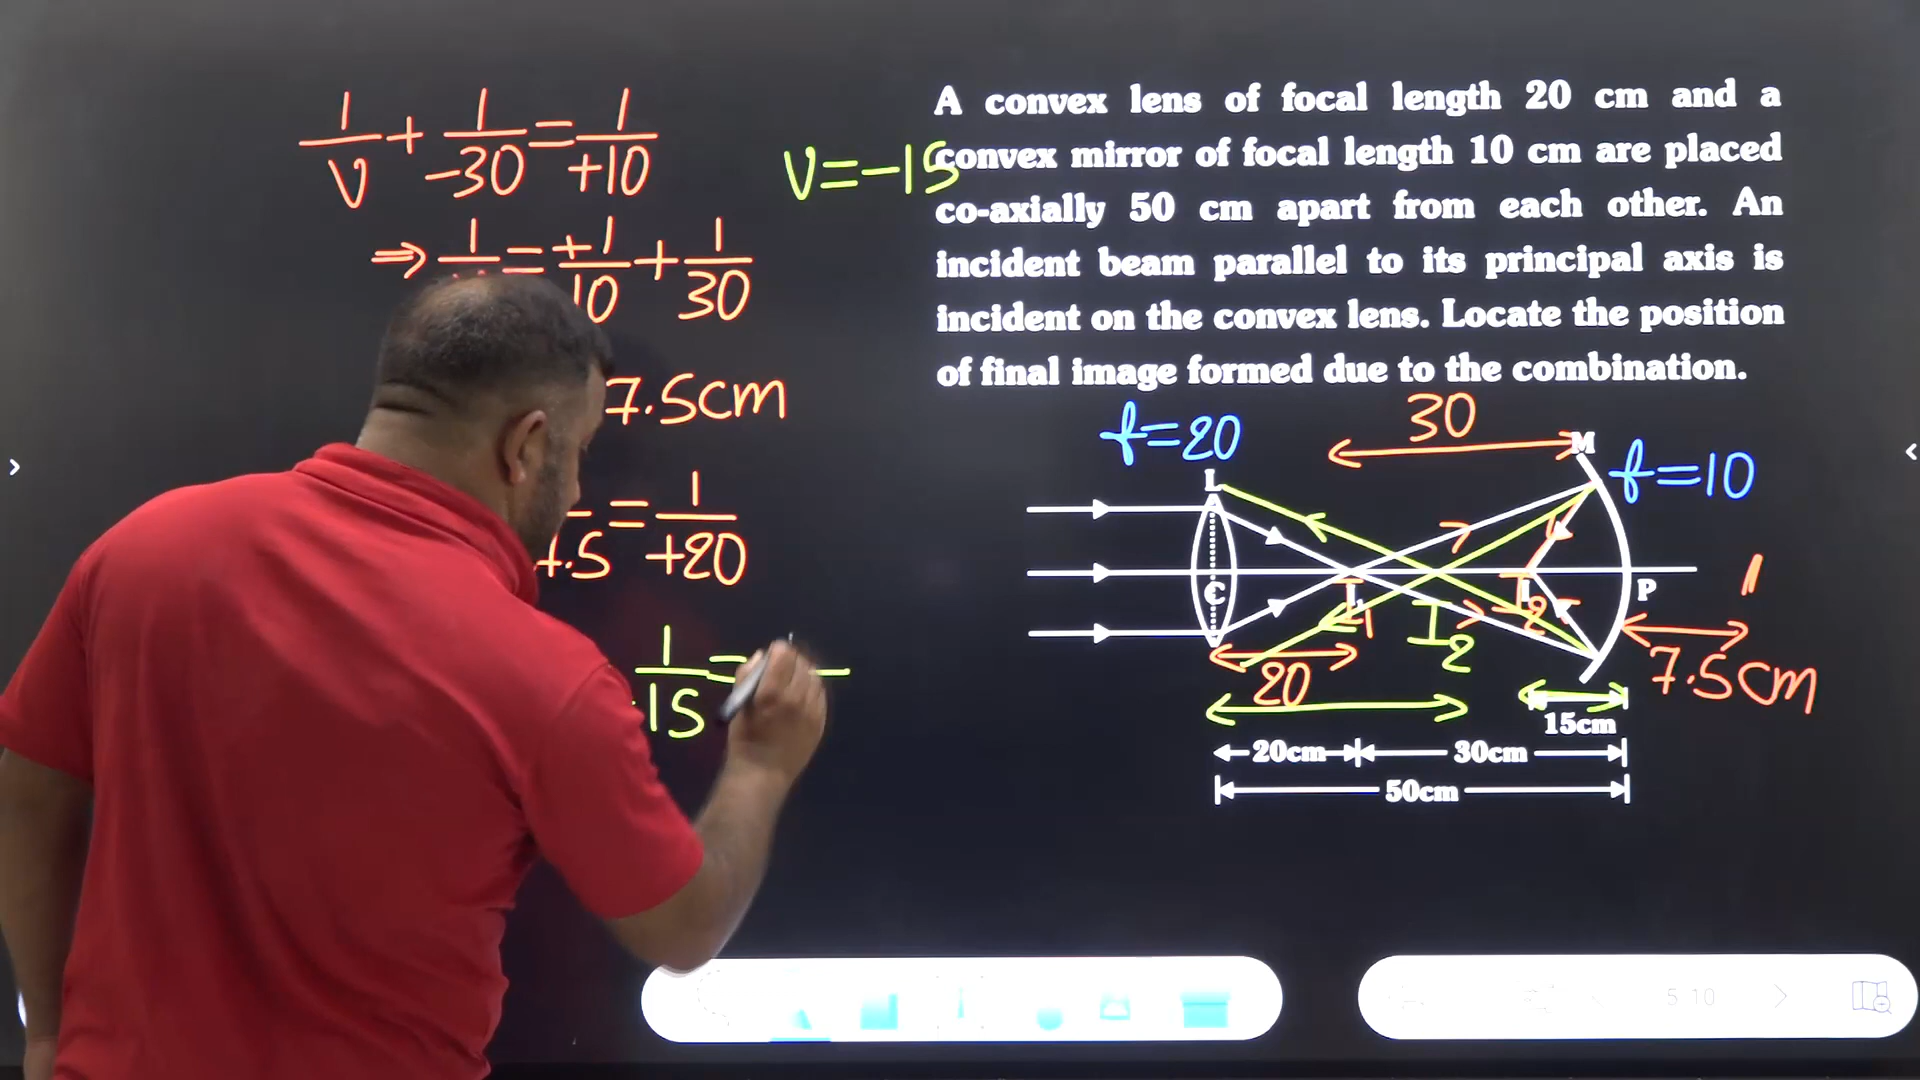 1/V + 1/-30 = 1/+10
V=-15
⇒ 1/ = +1/10 + 1/30
7.5cm
.5 = 1/+20
1/15 =
A convex lens of focal length 20 cm and a
convex mirror of focal length 10 cm are placed
co-axially 50 cm apart from each other. An
incident beam parallel to its principal axis is
incident on the convex lens. Locate the position
of final image formed due to the combination.
f=20
30
M
f=10
L
C
I1
I2
I2
P
1
20
7.5cm
15cm
20cm
30cm
50cm
5 10